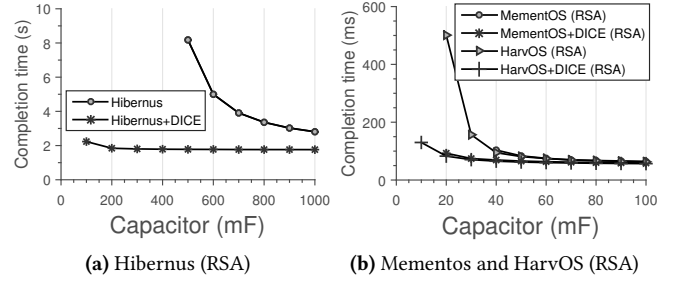 Completion time (s)
10
8
6
4
2
0
Hibernus
Hibernus+DICE
0 200 400 600 800 1000
Capacitor (mF)
(a) Hibernus (RSA)
Completion time (ms)
600
400
200
0
MementOS (RSA)
MementOS+DICE (RSA)
HarvOS (RSA)
HarvOS+DICE (RSA)
0 20 40 60 80 100
Capacitor (mF)
(b) Mementos and HarvOS (RSA)